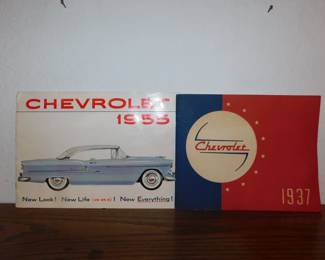 CHEVROLET
1955
New Look! New Life ! New Everything!
Chevrolet
1937